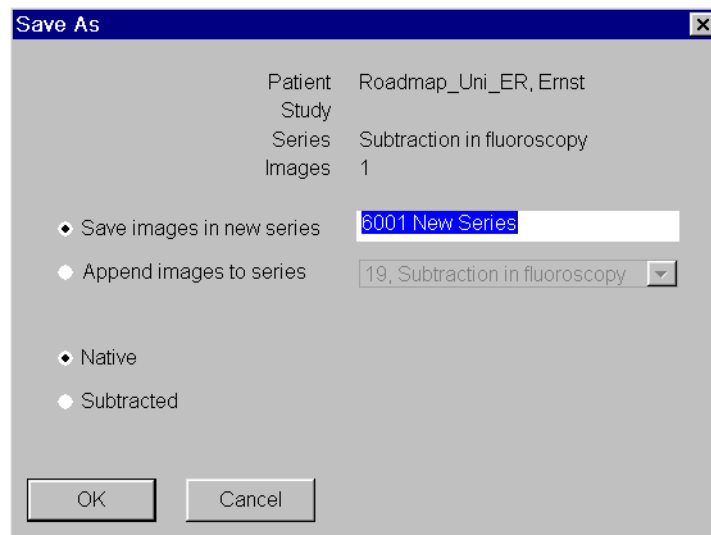 Save As
Patient Roadmap_Uni_ER, Ernst
Study
Series Subtraction in fluoroscopy
Images 1
Save images in new series 6001 New Series
Append images to series 19, Subtraction in fluoroscopy
Native
Subtracted
OK Cancel